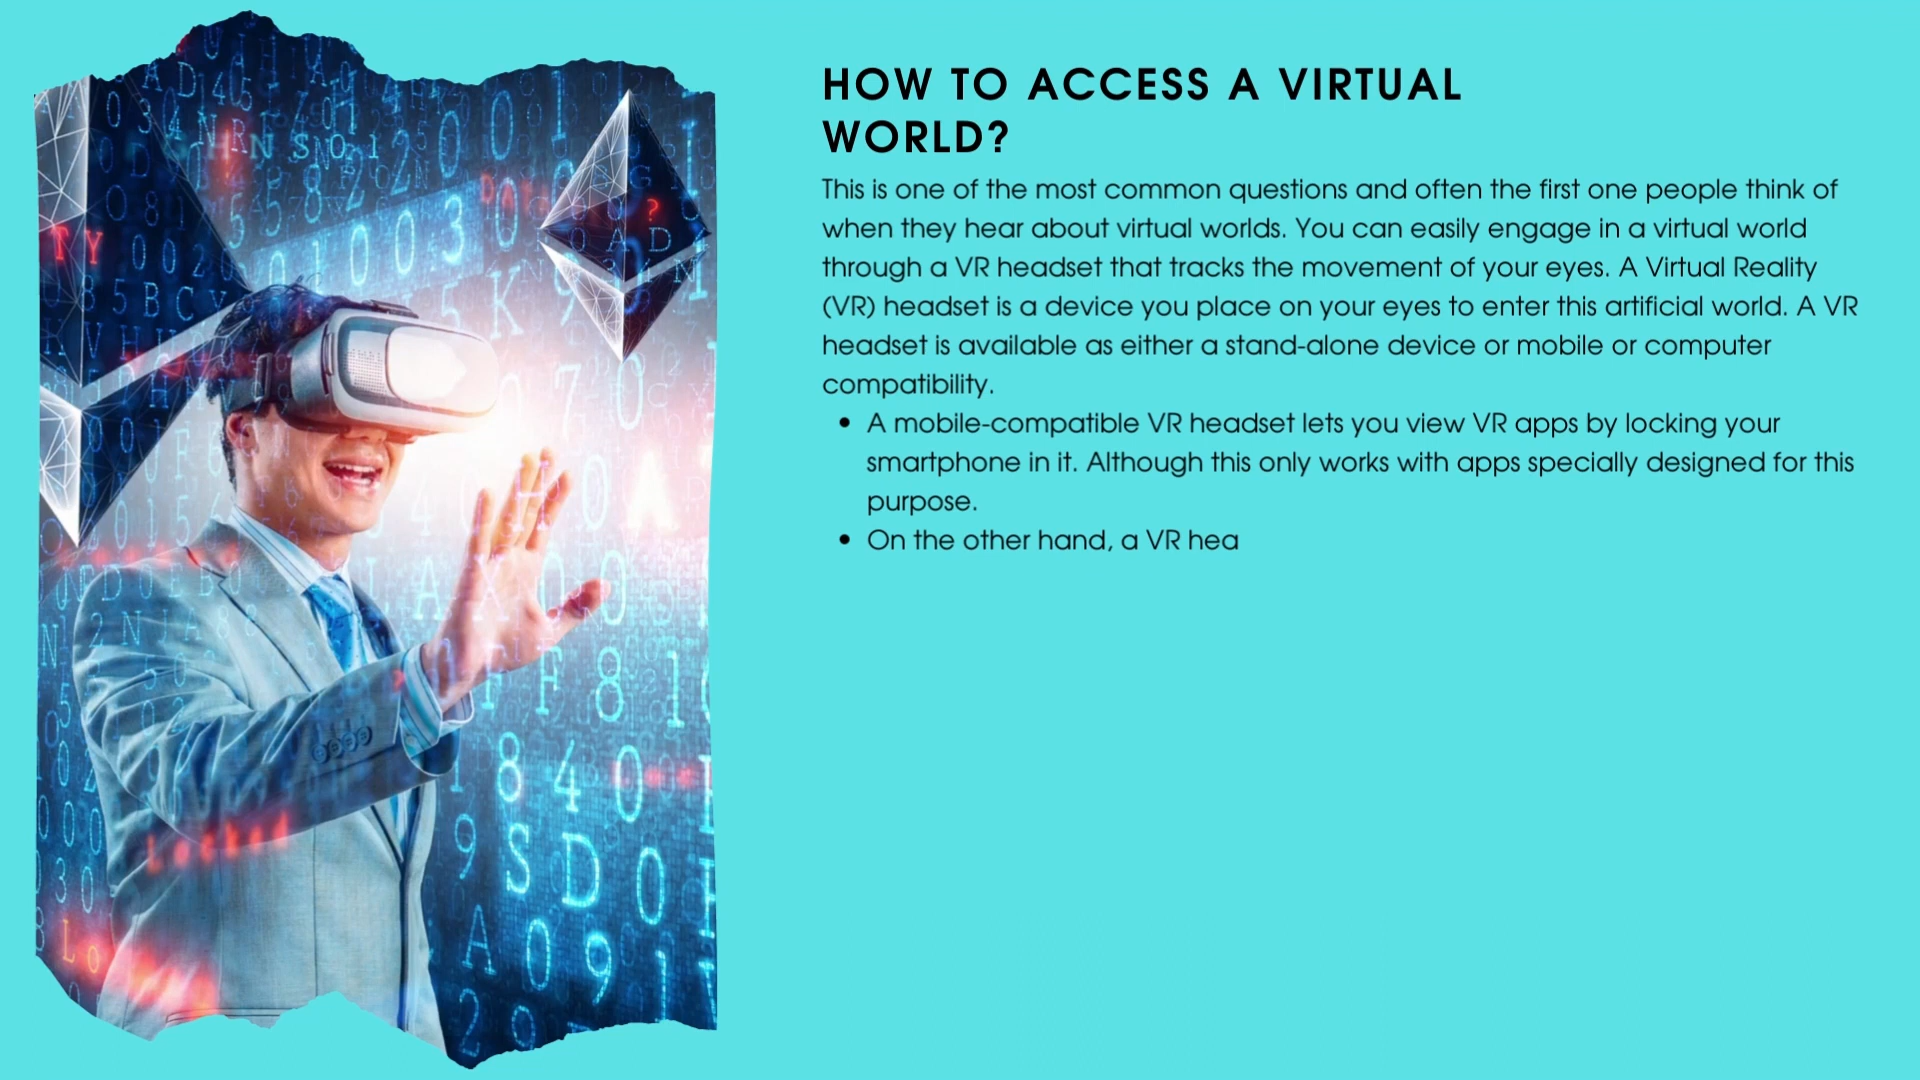 HOW TO ACCESS A VIRTUAL
WORLD?
This is one of the most common questions and often the first one people think of
when they hear about virtual worlds. You can easily engage in a virtual world
through a VR headset that tracks the movement of your eyes. A Virtual Reality
(VR) headset is a device you place on your eyes to enter this artificial world. A VR
headset is available as either a stand-alone device or mobile or computer
compatibility.
• A mobile-compatible VR headset lets you view VR apps by locking your
smartphone in it. Although this only works with apps specially designed for this
purpose.
• On the other hand, a VR hea